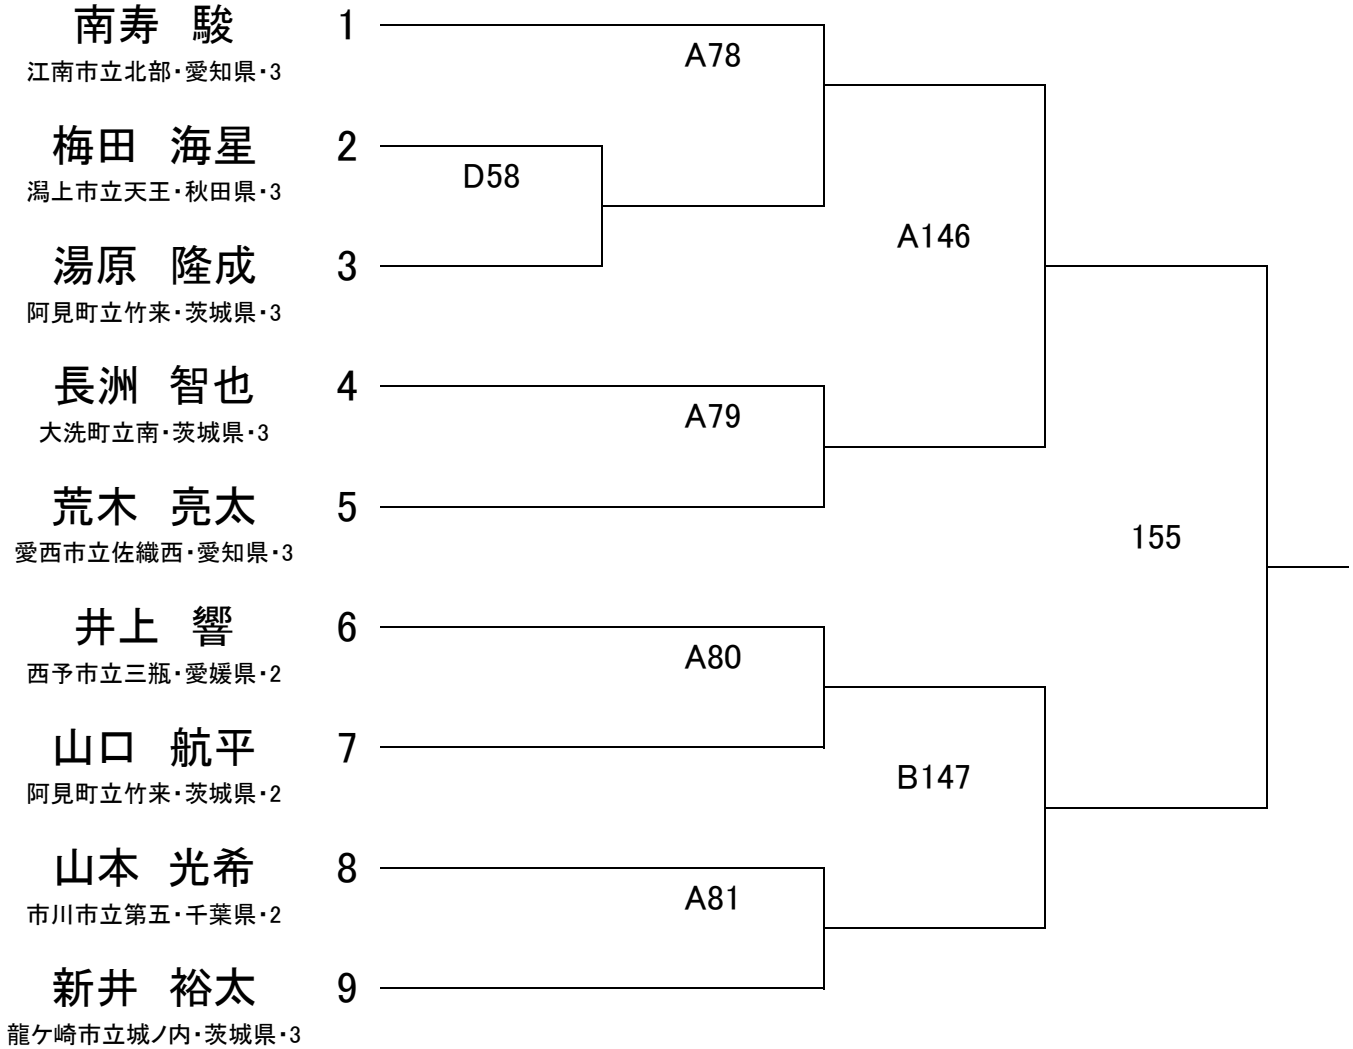 南寿 駿 1
A78
江南市立北部・愛知県・3
梅田 海星 2
D58
潟上市立天王・秋田県・3
A146
湯原 隆成 3
阿見町立竹来・茨城県・3
長洲 智也 4
A79
大洗町立南・茨城県・3
荒木 亮太 5
155
愛西市立佐織西・愛知県・3
井上 響 6
A80
西予市立三瓶・愛媛県・2
山口 航平 7
B147
阿見町立竹来・茨城県・2
山本 光希 8
A81
市川市立第五・千葉県・2
新井 裕太 9
龍ケ崎市立城ノ内・茨城県・3